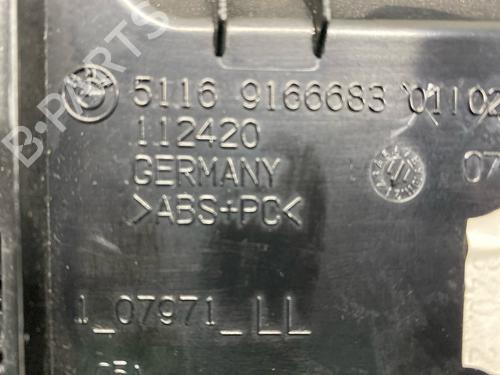 5116 9166683 01102
112420
GERMANY
>ABS+PC<
07
1_07971_LL
B-PARTS